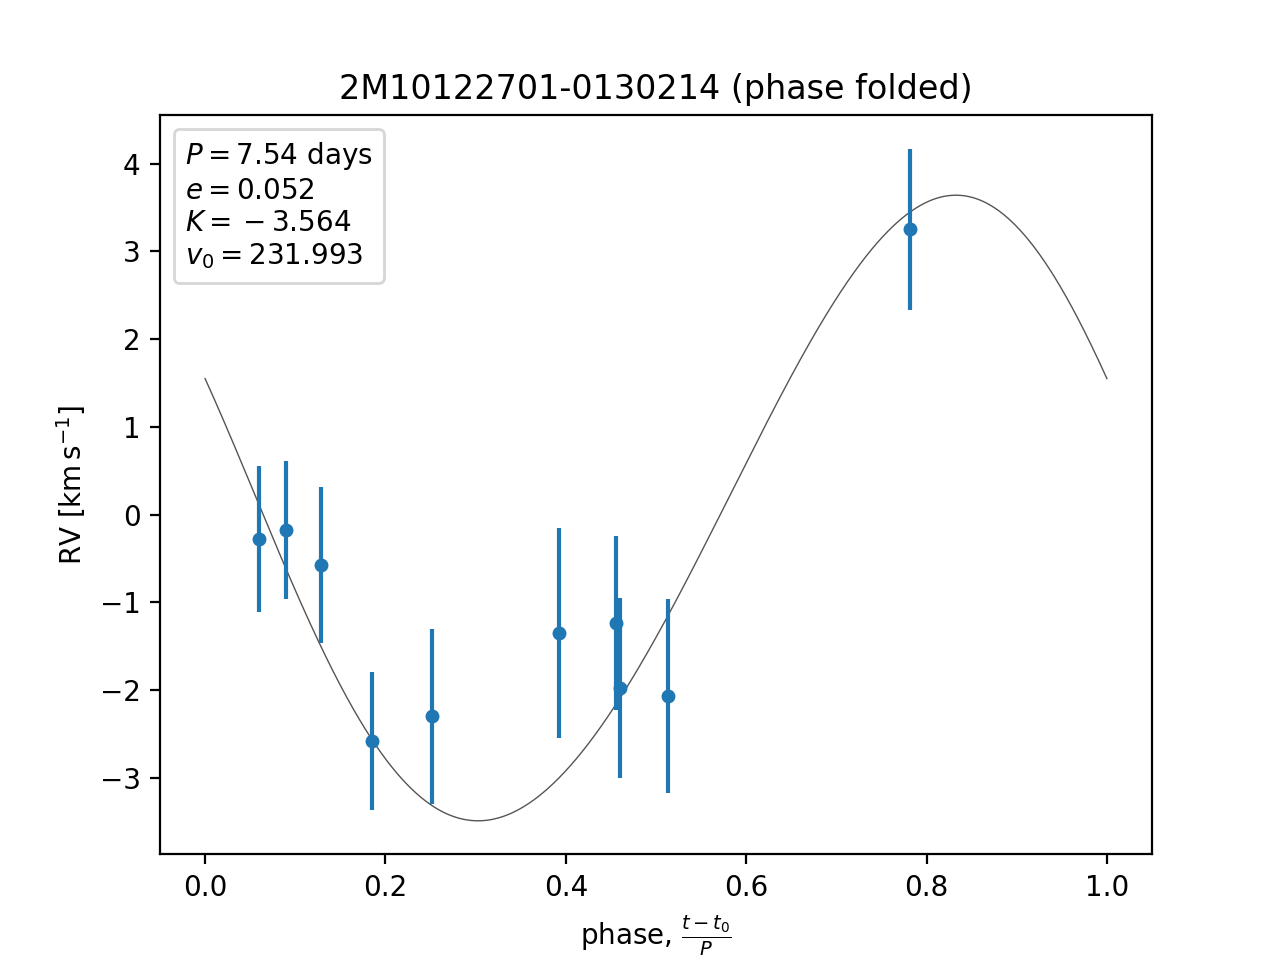 2M10122701-0130214 (phase folded)
P = 7.54 days
e = 0.052
K = −3.564
v₀ = 231.993
4
3
2
1
0
−1
−2
−3
RV [km s⁻¹]
0.0 0.2 0.4 0.6 0.8 1.0
phase, (t − t₀)/P